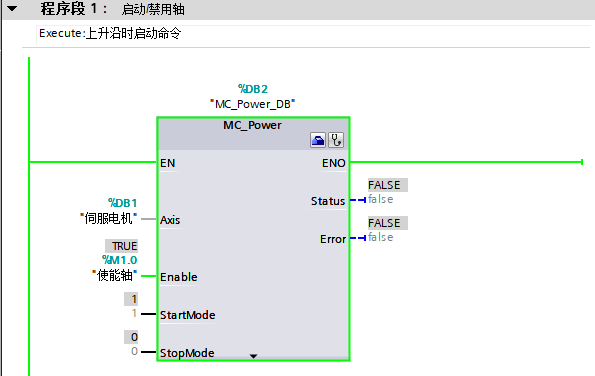 程序段 1： 启动/禁用轴
Execute:上升沿时启动命令
%DB2
"MC_Power_DB"
MC_Power
EN
ENO
FALSE
Status
false
%DB1
"伺服电机"
Axis
FALSE
Error
false
TRUE
%M1.0
"使能轴"
Enable
1
1
StartMode
0
0
StopMode